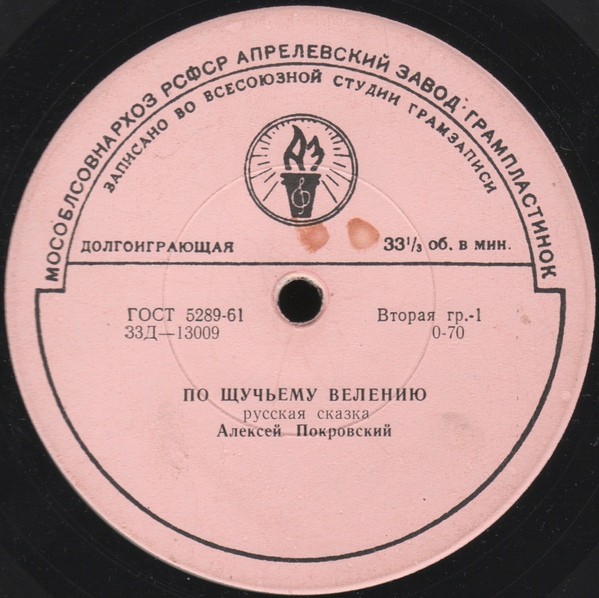 МОСОБЛСОВНАРХОЗ РСФСР АПРЕЛЕВСКИЙ ЗАВОД·ГРАМПЛАСТИНОК
ЗАПИСАНО ВО ВСЕСОЮЗНОЙ СТУДИИ ГРАМЗАПИСИ
АЗ
ДОЛГОИГРАЮЩАЯ 33⅓ об. в мин.
ГОСТ 5289-61 Вторая гр.-1
33Д—13009 0-70
ПО ЩУЧЬЕМУ ВЕЛЕНИЮ
русская сказка
Алексей Покровский